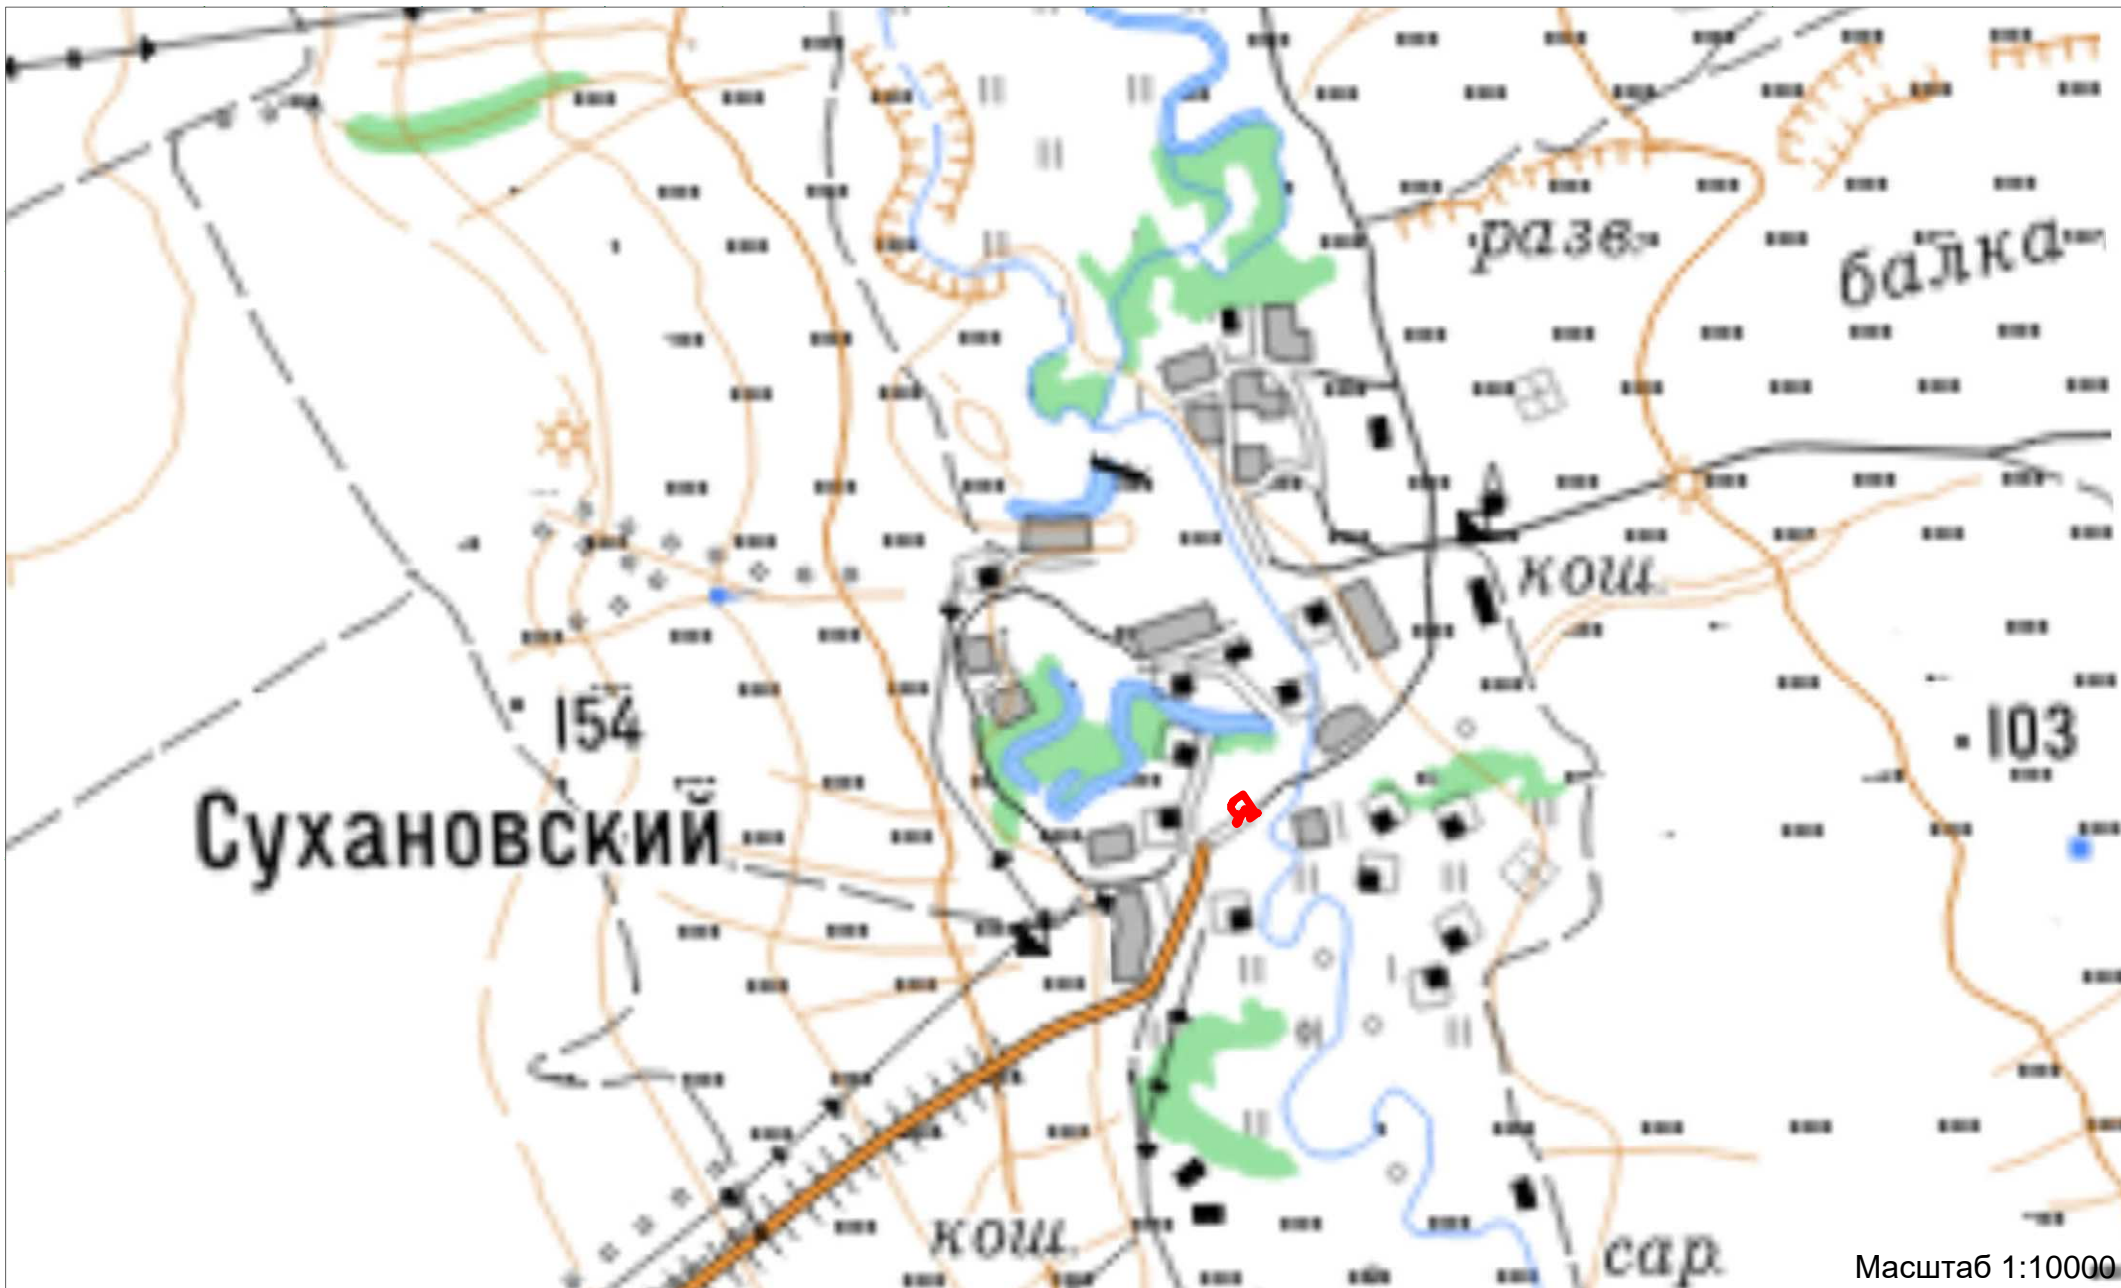 разв.
балка
кош.
154
103
Сухановский
Я
кош.
сар.
Масштаб 1:10000